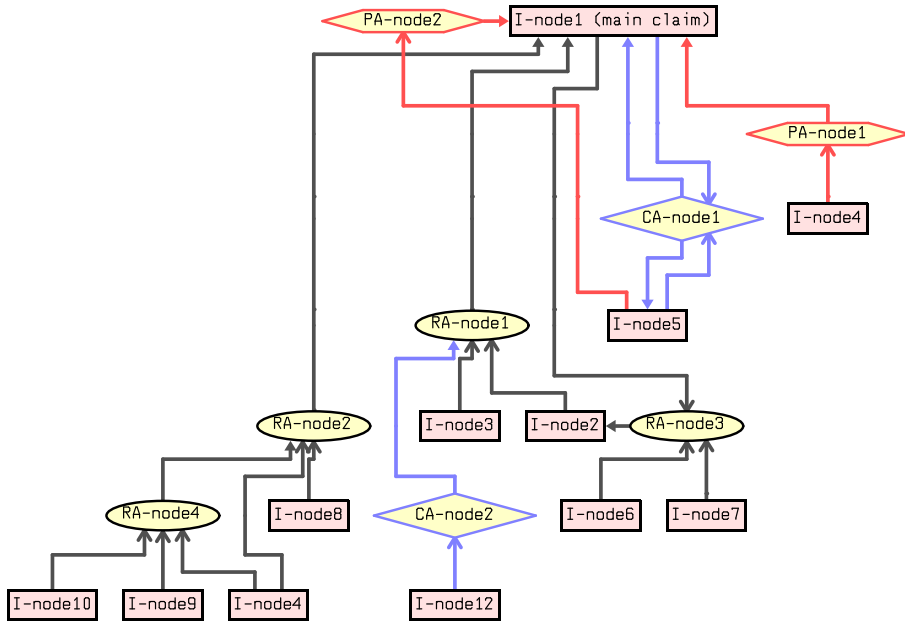 PA-node2
I-node1 (main claim)
PA-node1
CA-node1
I-node4
RA-node1
I-node5
RA-node2
I-node3
I-node2
RA-node3
RA-node4
I-node8
CA-node2
I-node6
I-node7
I-node10
I-node9
I-node4
I-node12